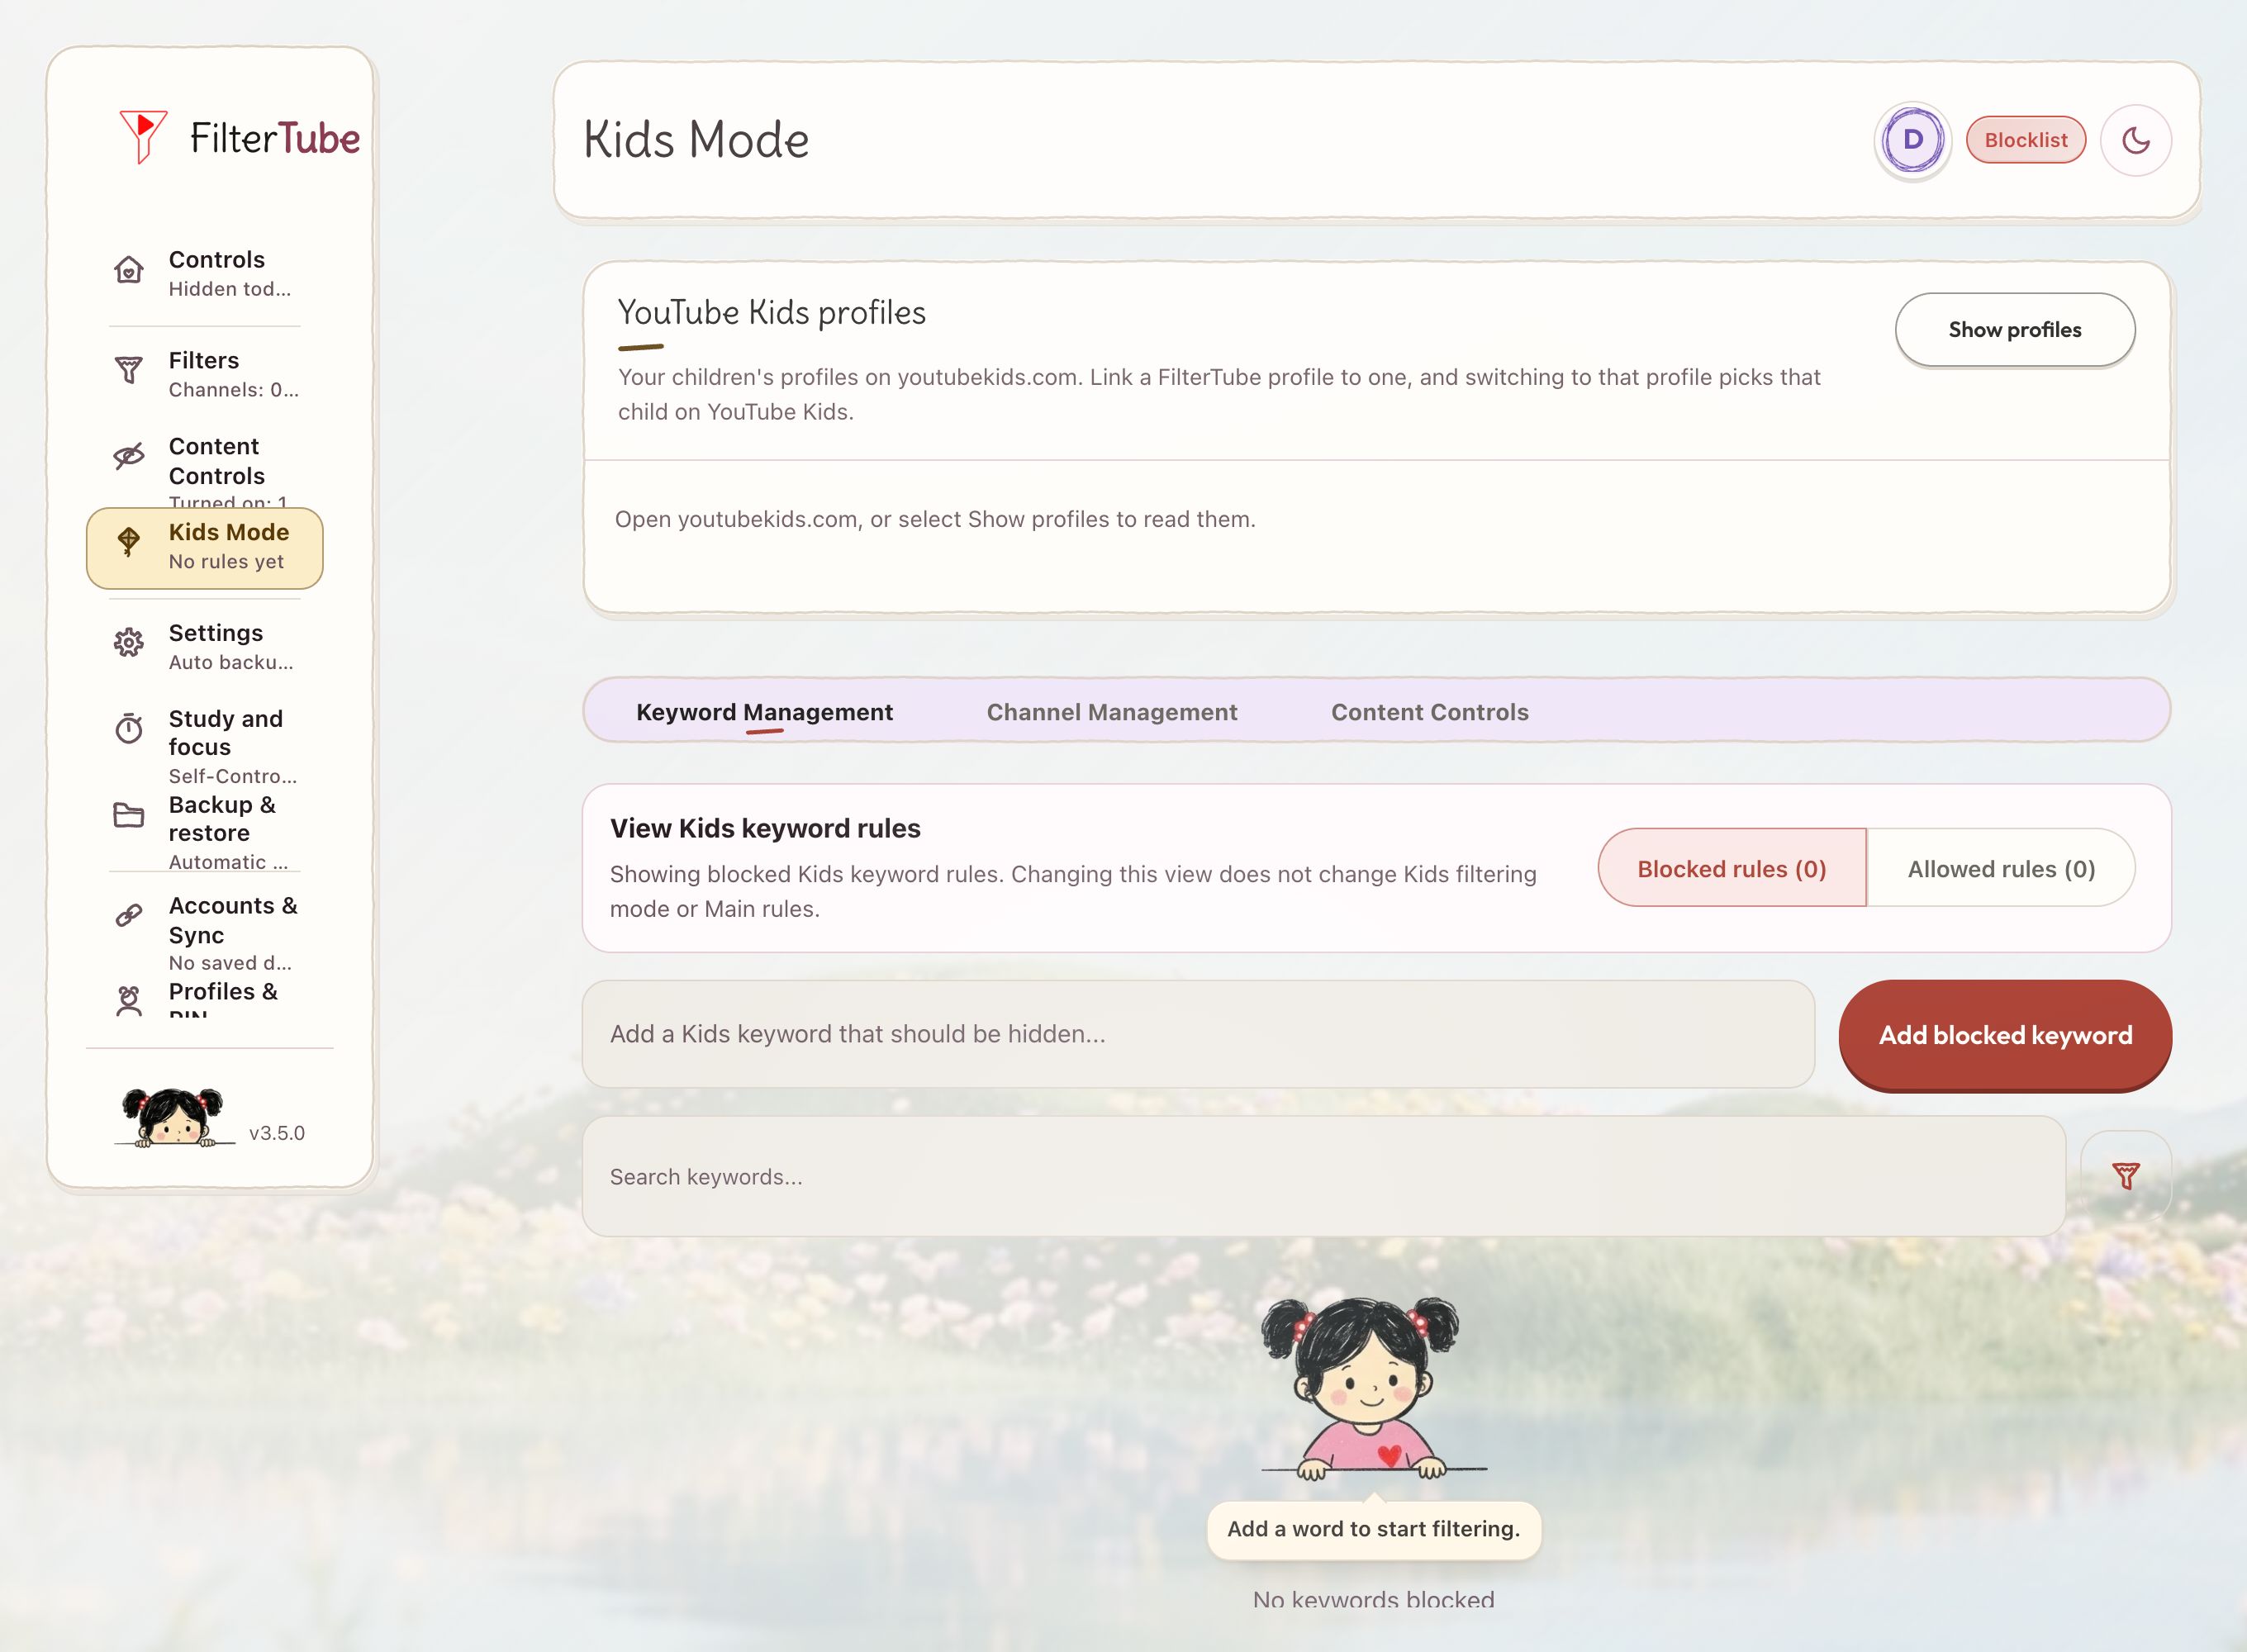 FilterTube
Controls
Hidden tod...
Filters
Channels: 0...
Content
Controls
Turned on: 1
Kids Mode
No rules yet
Settings
Auto backu...
Study and
focus
Self-Contro...
Backup &
restore
Automatic ...
Accounts &
Sync
No saved d...
Profiles &
PIN
v3.5.0
Kids Mode
D
Blocklist
YouTube Kids profiles
Show profiles
Your children's profiles on youtubekids.com. Link a FilterTube profile to one, and switching to that profile picks that
child on YouTube Kids.
Open youtubekids.com, or select Show profiles to read them.
Keyword Management
Channel Management
Content Controls
View Kids keyword rules
Showing blocked Kids keyword rules. Changing this view does not change Kids filtering
mode or Main rules.
Blocked rules (0)
Allowed rules (0)
Add a Kids keyword that should be hidden...
Add blocked keyword
Search keywords...
Add a word to start filtering.
No keywords blocked